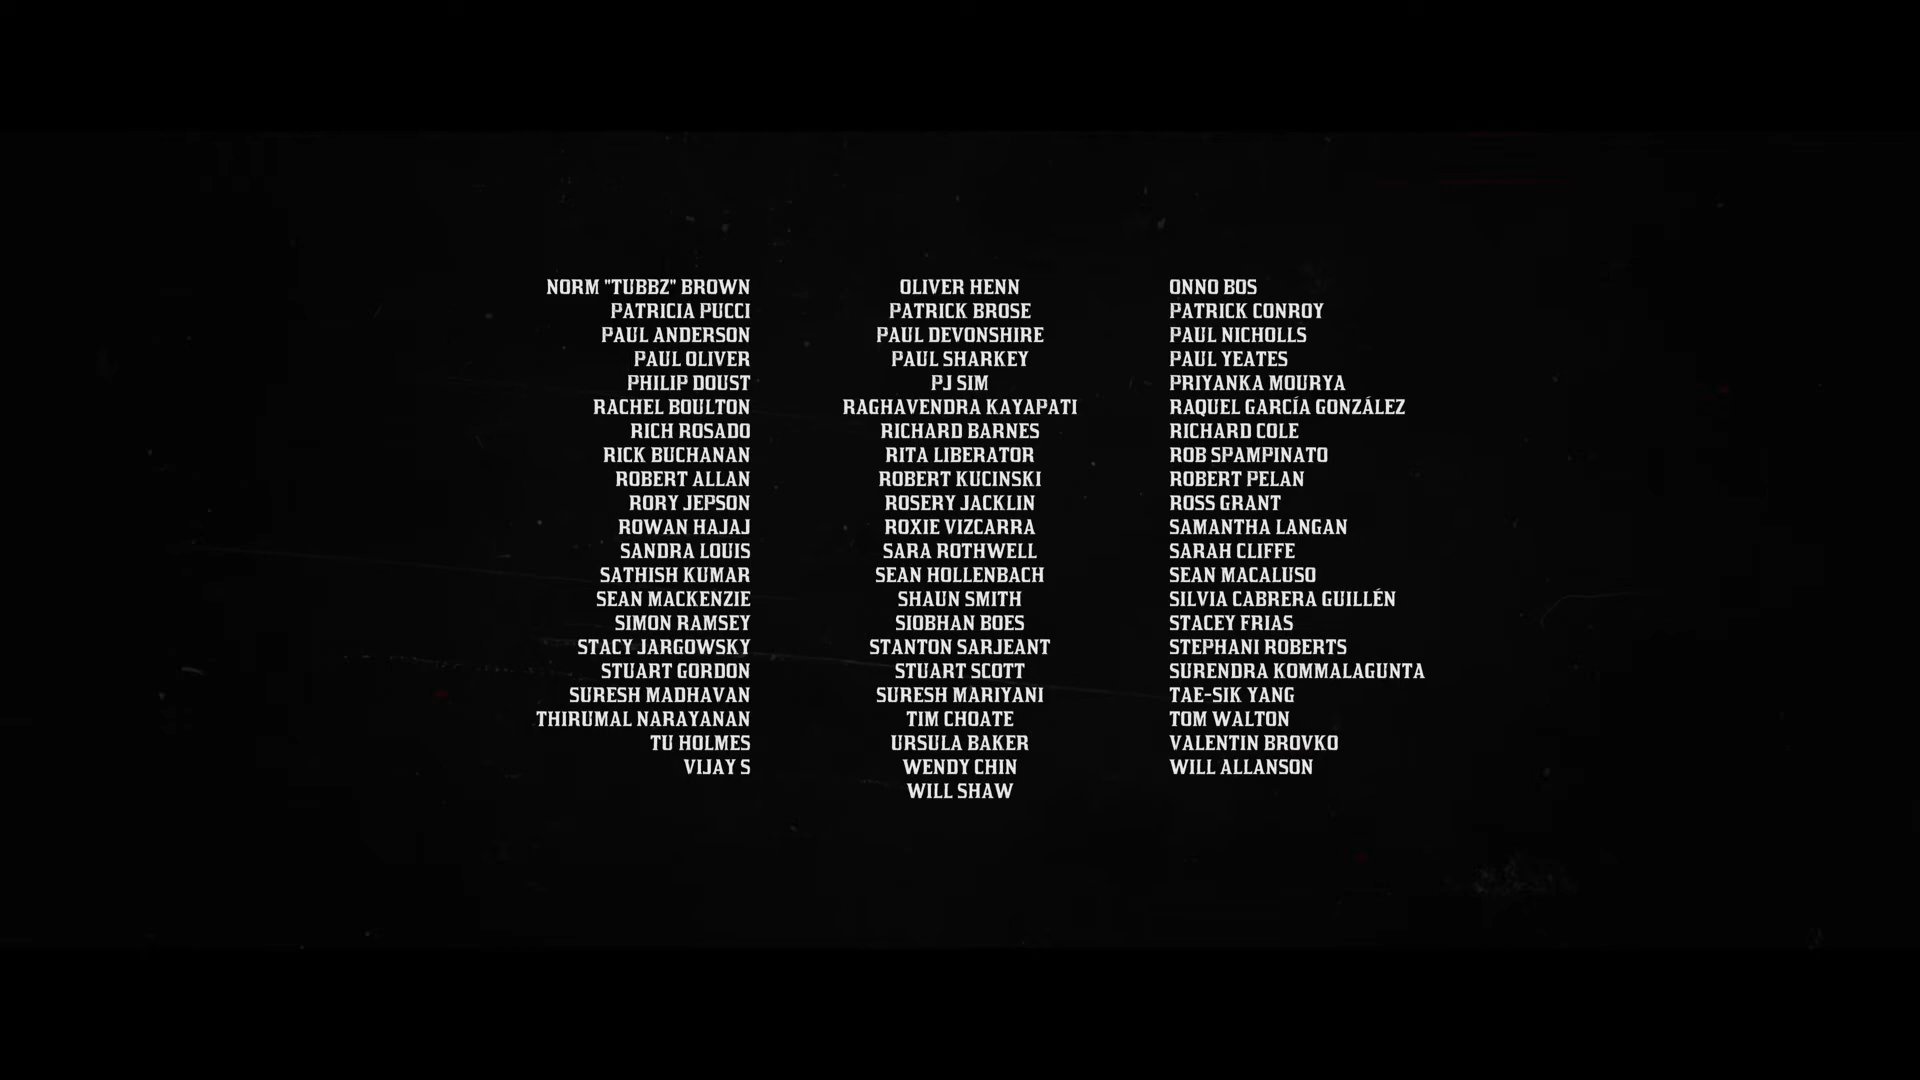 NORM "TUBBZ" BROWN OLIVER HENN ONNO BOS
PATRICIA PUCCI PATRICK BROSE PATRICK CONROY
PAUL ANDERSON PAUL DEVONSHIRE PAUL NICHOLLS
PAUL OLIVER PAUL SHARKEY PAUL YEATES
PHILIP DOUST PJ SIM PRIYANKA MOURYA
RACHEL BOULTON RAGHAVENDRA KAYAPATI RAQUEL GARCÍA GONZÁLEZ
RICH ROSADO RICHARD BARNES RICHARD COLE
RICK BUCHANAN RITA LIBERATOR ROB SPAMPINATO
ROBERT ALLAN ROBERT KUCINSKI ROBERT PELAN
RORY JEPSON ROSERY JACKLIN ROSS GRANT
ROWAN HAJAJ ROXIE VIZCARRA SAMANTHA LANGAN
SANDRA LOUIS SARA ROTHWELL SARAH CLIFFE
SATHISH KUMAR SEAN HOLLENBACH SEAN MACALUSO
SEAN MACKENZIE SHAUN SMITH SILVIA CABRERA GUILLÉN
SIMON RAMSEY SIOBHAN BOES STACEY FRIAS
STACY JARGOWSKY STANTON SARJEANT STEPHANI ROBERTS
STUART GORDON STUART SCOTT SURENDRA KOMMALAGUNTA
SURESH MADHAVAN SURESH MARIYANI TAE-SIK YANG
THIRUMAL NARAYANAN TIM CHOATE TOM WALTON
TU HOLMES URSULA BAKER VALENTIN BROVKO
VIJAY S WENDY CHIN WILL ALLANSON
WILL SHAW